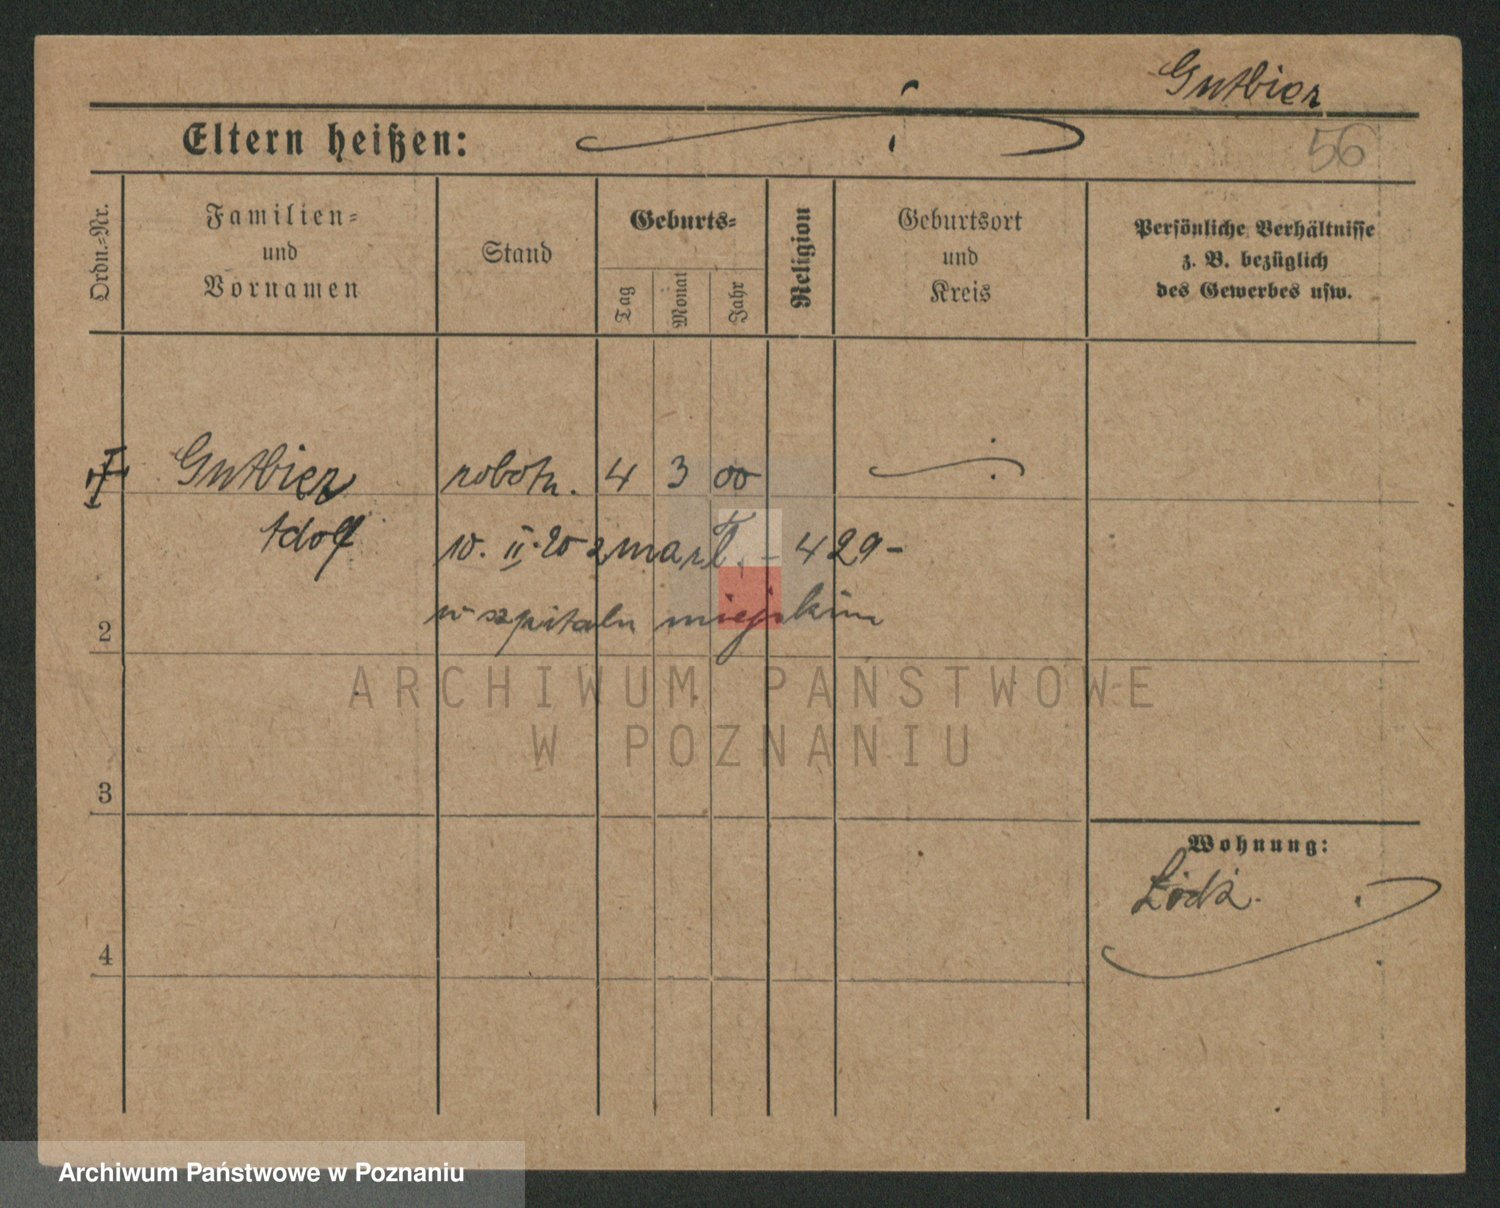 Gutbier
Eltern heißen:
56
Ordn.-Nr.
Familien-
und
Vornamen
Stand
Geburts-
Tag
Monat
Jahr
Religion
Geburtsort
und
Kreis
Persönliche Verhältnisse
z. B. bezüglich
des Gewerbes usw.
Gutbier robotn. 4 3 00
Adolf 10. II. 20 zmarł. – 429 –
w szpitalu miejskim
2
ARCHIWUM PAŃSTWOWE
W POZNANIU
3
Wohnung:
Łódź.
4
Archiwum Państwowe w Poznaniu